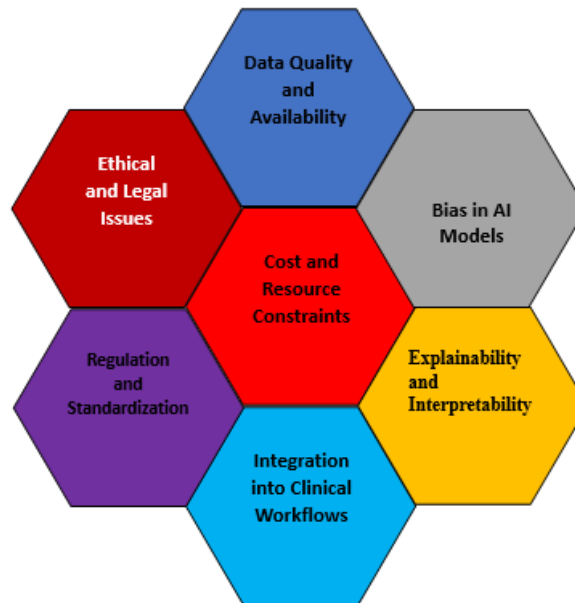 Data Quality
and
Availability
Ethical
and Legal
Issues
Bias in AI
Models
Cost and
Resource
Constraints
Regulation
and
Standardization
Explainability
and
Interpretability
Integration
into Clinical
Workflows